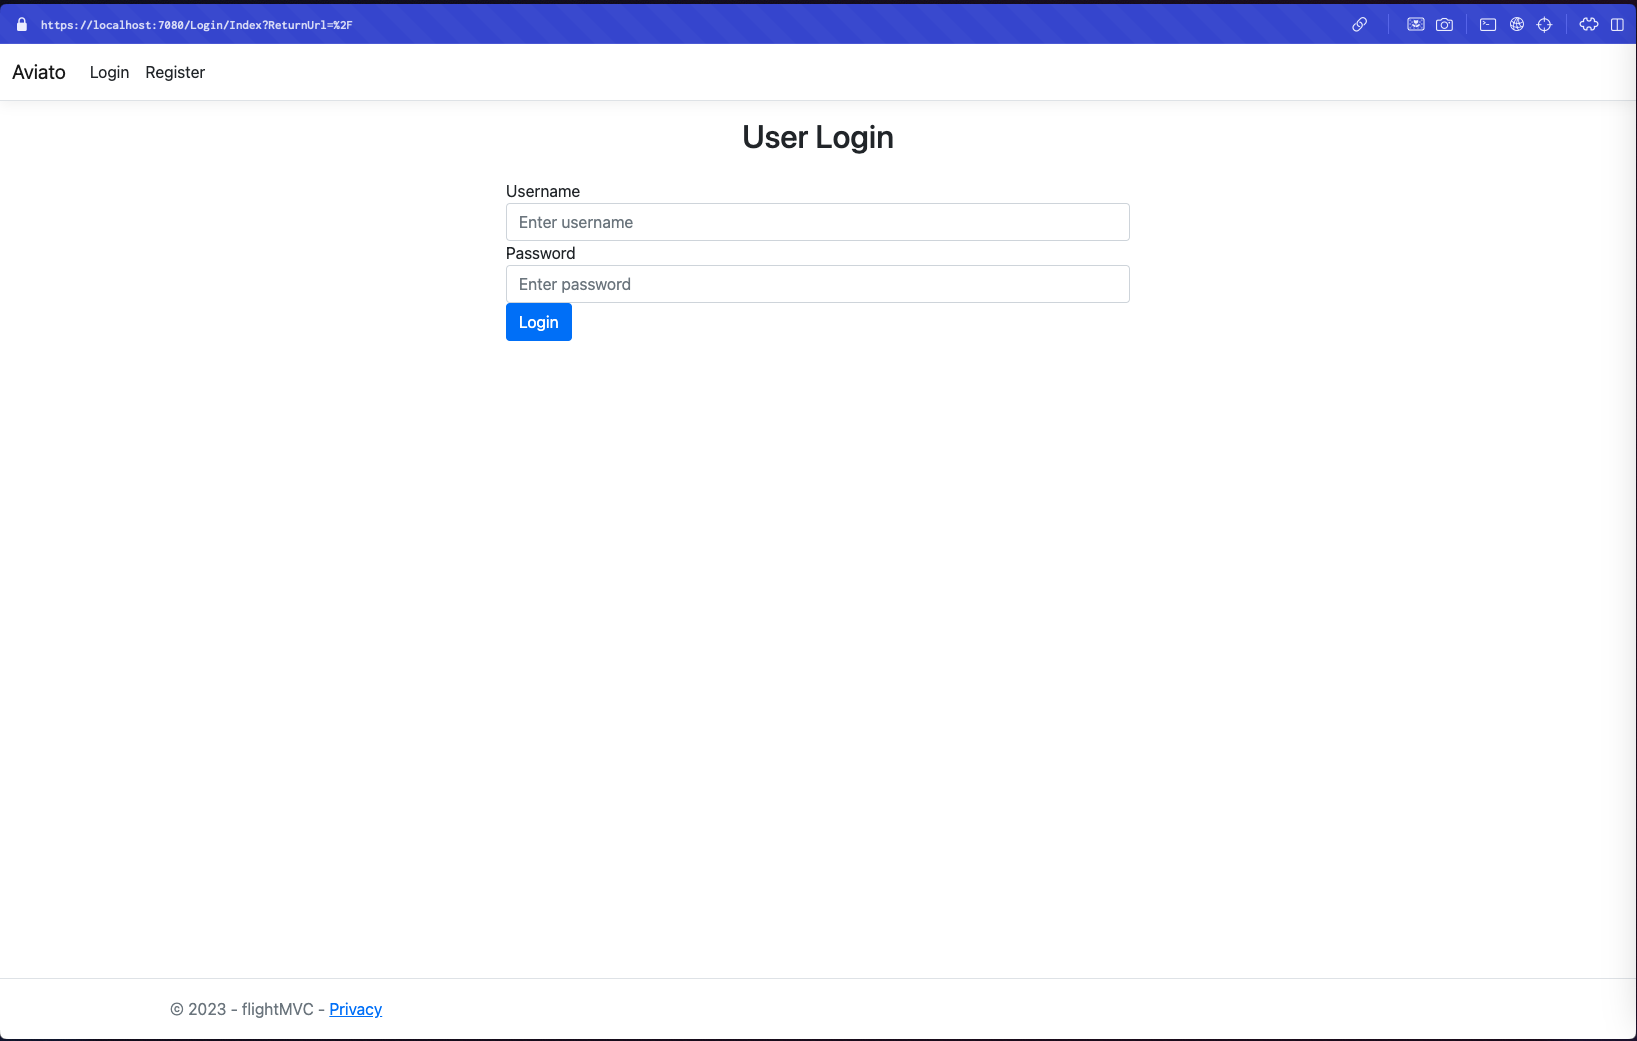 https://localhost:7080/Login/Index?ReturnUrl=%2F
Aviato Login Register
User Login
Username
Enter username
Password
Enter password
Login
© 2023 - flightMVC - Privacy